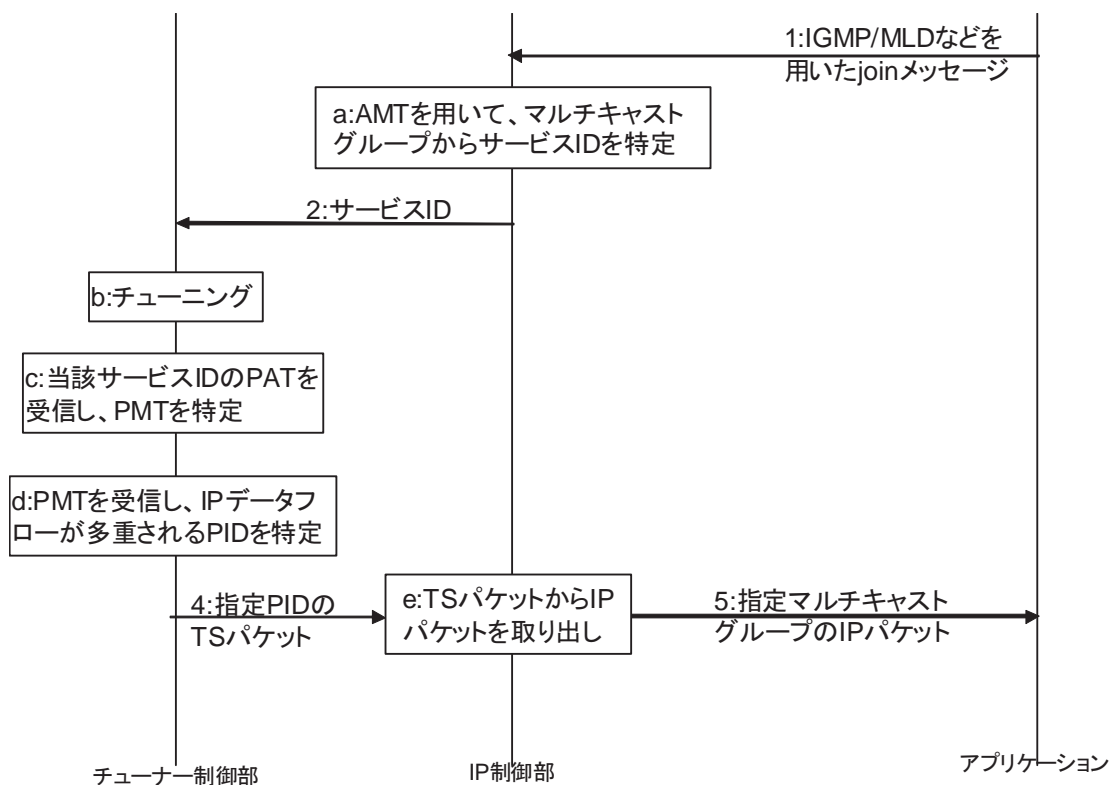 1:IGMP/MLDなどを
用いたjoinメッセージ
a:AMTを用いて、マルチキャスト
グループからサービスIDを特定
2:サービスID
b:チューニング
c:当該サービスIDのPATを
受信し、PMTを特定
d:PMTを受信し、IPデータフ
ローが多重されるPIDを特定
4:指定PIDの
TSパケット
e:TSパケットからIP
パケットを取り出し
5:指定マルチキャスト
グループのIPパケット
チューナー制御部
IP制御部
アプリケーション